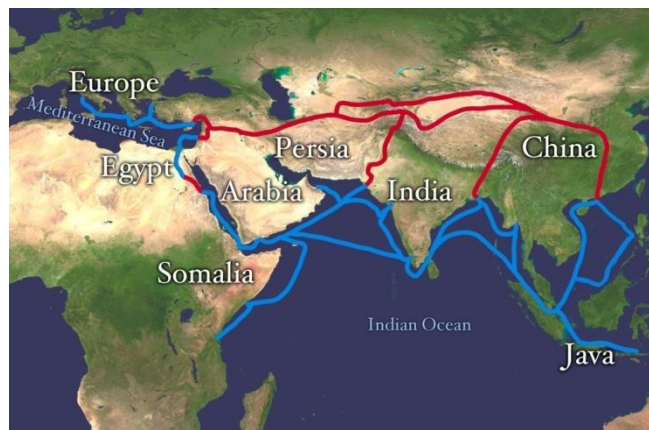 Europe
Mediterranean Sea
Egypt
Persia
China
Arabia
India
Somalia
Indian Ocean
Java